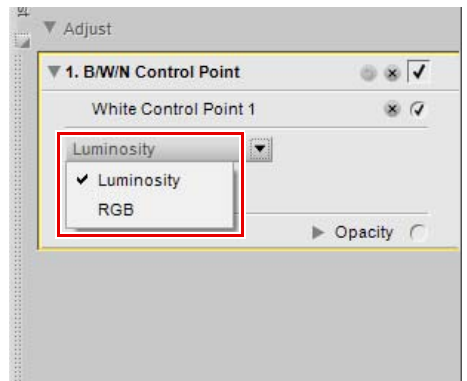 Adjust
1. B/W/N Control Point
White Control Point 1
Luminosity
Luminosity
RGB
Opacity